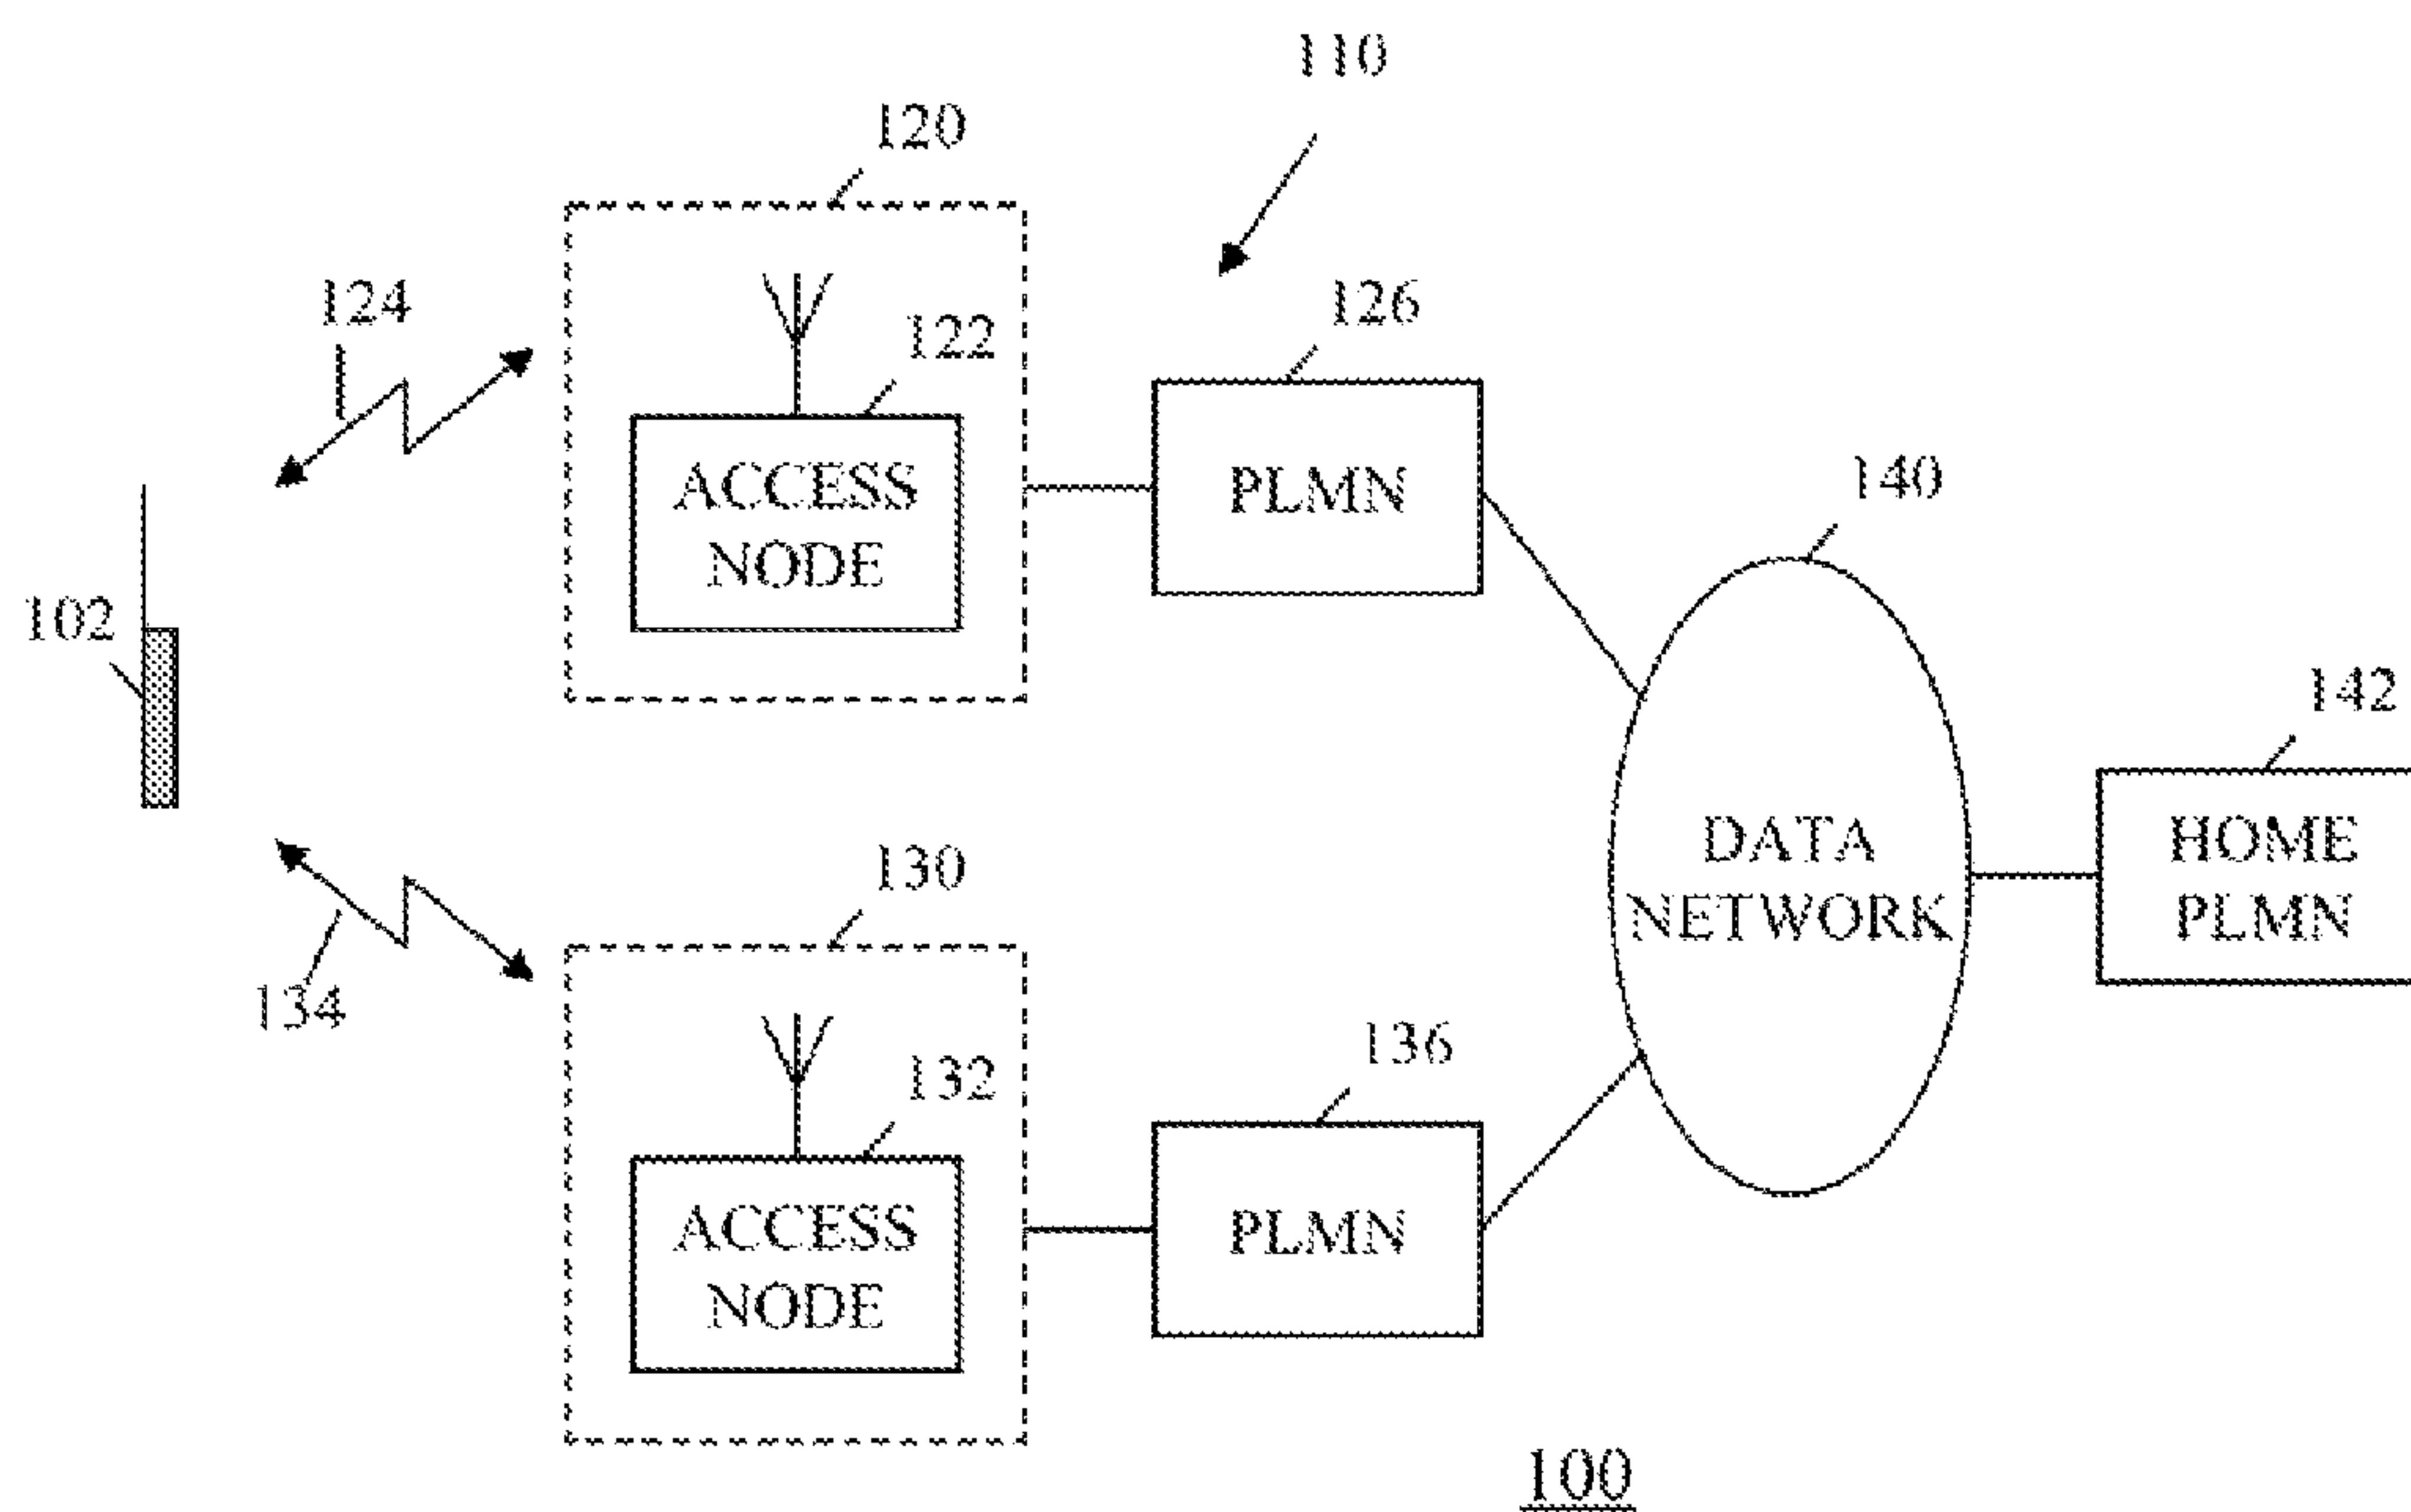 110
120
124
122
126
ACCESS
NODE
PLMN
140
102
142
DATA
NETWORK
HOME
PLMN
130
134
132
136
ACCESS
NODE
PLMN
100